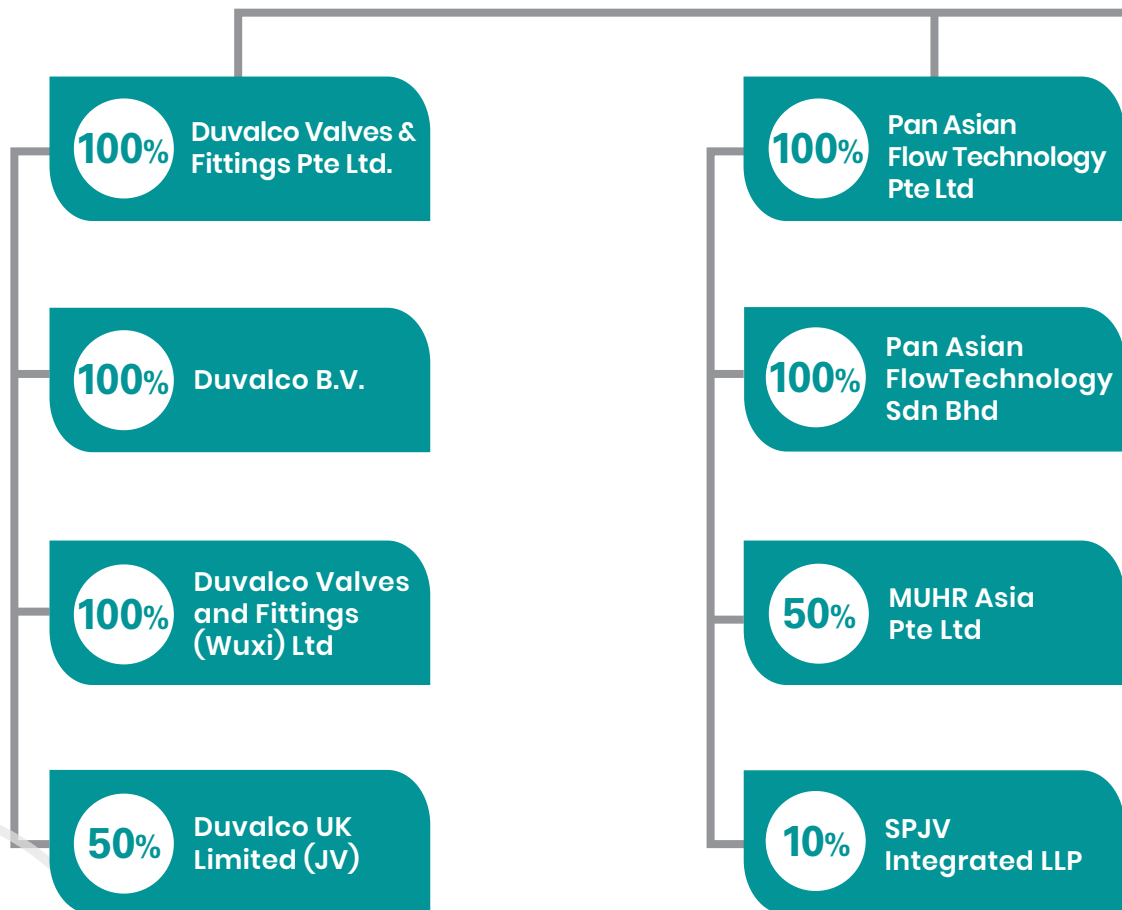 100%
Duvalco Valves &
Fittings Pte Ltd.
100%
Duvalco B.V.
100%
Duvalco Valves
and Fittings
(Wuxi) Ltd
50%
Duvalco UK
Limited (JV)
100%
Pan Asian
Flow Technology
Pte Ltd
100%
Pan Asian
FlowTechnology
Sdn Bhd
50%
MUHR Asia
Pte Ltd
10%
SPJV
Integrated LLP